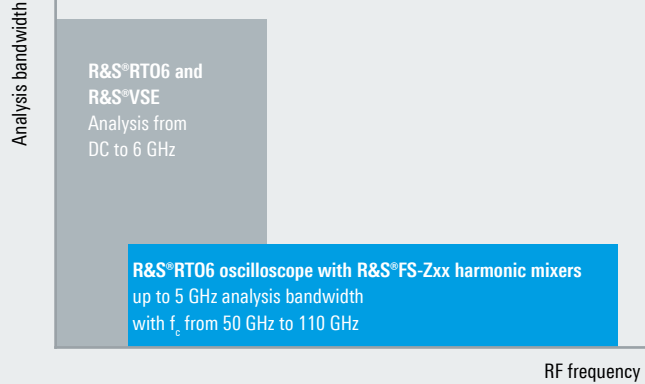 Analysis bandwidth
R&S®RTO6 and
R&S®VSE
Analysis from
DC to 6 GHz
R&S®RTO6 oscilloscope with R&S®FS-Zxx harmonic mixers
up to 5 GHz analysis bandwidth
with fc from 50 GHz to 110 GHz
RF frequency